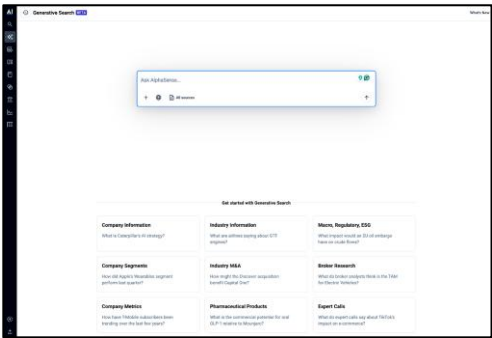 AI
Generative Search BETA
What's New
Ask AlphaSense...
All sources
Get started with Generative Search
Company Information
What is Caterpillar's AI strategy?
Industry Information
What are airlines saying about GTF
engines?
Macro, Regulatory, ESG
What impact would an EU oil embargo
have on crude flows?
Company Segments
How did Apple's Wearables segment
perform last quarter?
Industry M&A
How might the Discover acquisition
benefit Capital One?
Broker Research
What do broker analysts think is the TAM
for Electric Vehicles?
Company Metrics
How have T-Mobile subscribers been
trending over the last few years?
Pharmaceutical Products
What is the commercial potential for oral
GLP-1 relative to Mounjaro?
Expert Calls
What do expert calls say about TikTok's
impact on e-commerce?